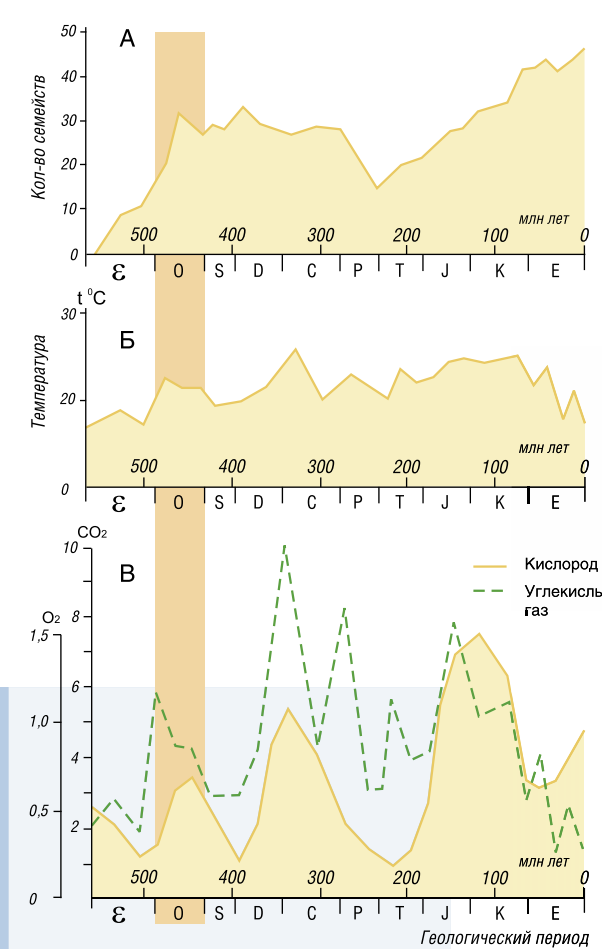 А
Кол-во семейств
50
40
30
20
10
0
млн лет
500 400 300 200 100 0
Є O S D C P T J K E
t °C
Б
Температура
30
20
0
млн лет
500 400 300 200 100 0
Є O S D C P T J K E
В
CO₂
10
8
6
4
2
O₂
1,5
1,0
0,5
0
Кислород
Углекислы
газ
млн лет
500 400 300 200 100 0
Є O S D C P T J K E
Геологический период